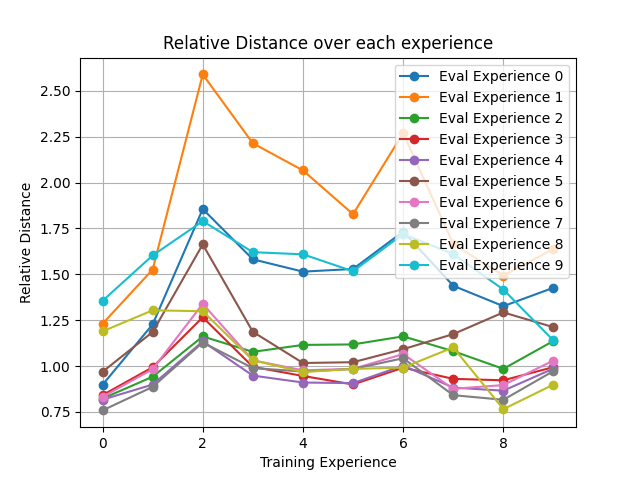 Relative Distance over each experience
Relative Distance
2.50
2.25
2.00
1.75
1.50
1.25
1.00
0.75
Eval Experience 0
Eval Experience 1
Eval Experience 2
Eval Experience 3
Eval Experience 4
Eval Experience 5
Eval Experience 6
Eval Experience 7
Eval Experience 8
Eval Experience 9
0 2 4 6 8
Training Experience